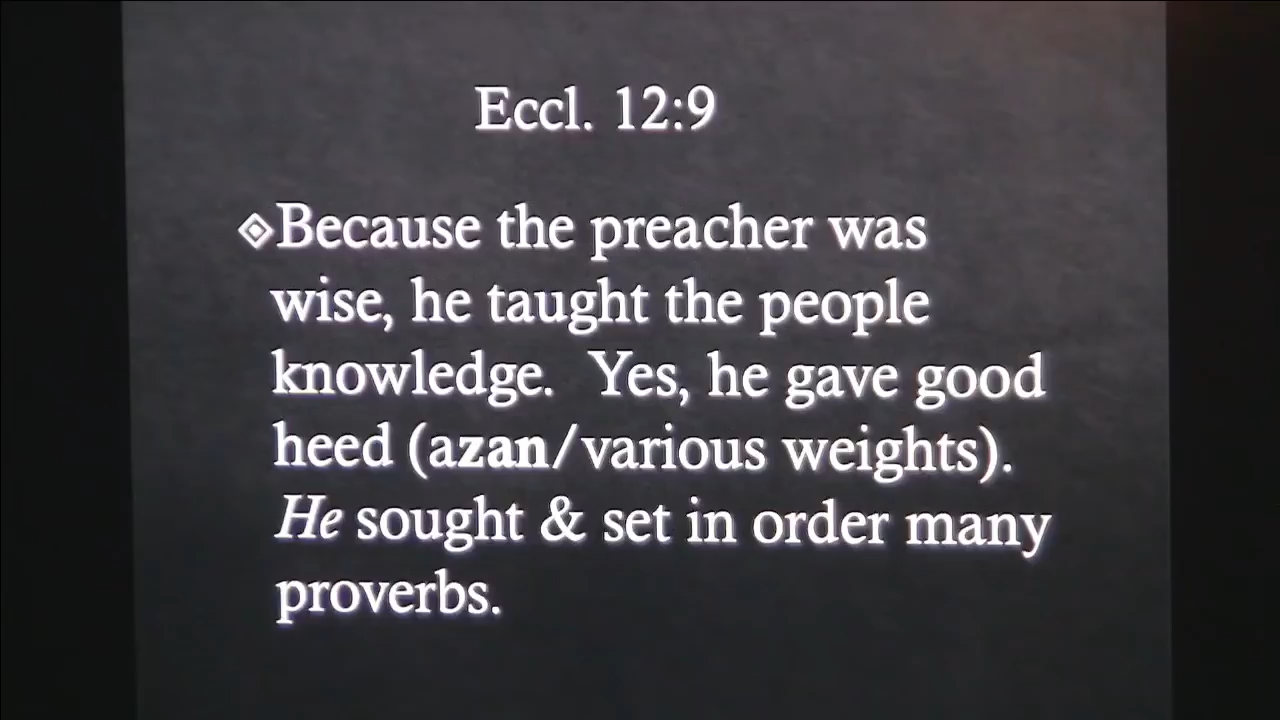 Eccl. 12:9
Because the preacher was
wise, he taught the people
knowledge. Yes, he gave good
heed (azan/various weights).
He sought & set in order many
proverbs.